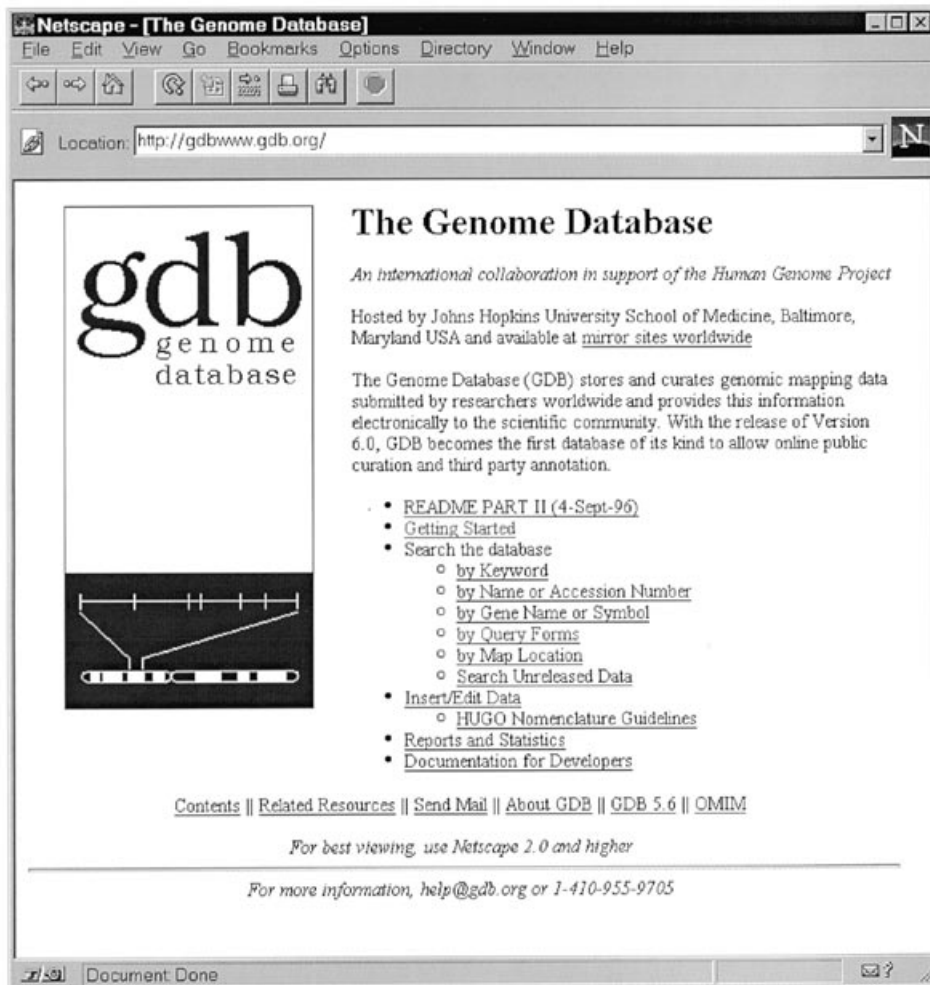 Netscape - [The Genome Database]
File Edit View Go Bookmarks Options Directory Window Help
Location: http://gdbwww.gdb.org/
N
gdb
genome
database
The Genome Database
An international collaboration in support of the Human Genome Project
Hosted by Johns Hopkins University School of Medicine, Baltimore,
Maryland USA and available at mirror sites worldwide
The Genome Database (GDB) stores and curates genomic mapping data
submitted by researchers worldwide and provides this information
electronically to the scientific community. With the release of Version
6.0, GDB becomes the first database of its kind to allow online public
curation and third party annotation.
README PART II (4-Sept-96)
Getting Started
Search the database
by Keyword
by Name or Accession Number
by Gene Name or Symbol
by Query Forms
by Map Location
Search Unreleased Data
Insert/Edit Data
HUGO Nomenclature Guidelines
Reports and Statistics
Documentation for Developers
Contents || Related Resources || Send Mail || About GDB || GDB 5.6 || OMIM
For best viewing, use Netscape 2.0 and higher
For more information, help@gdb.org or 1-410-955-9705
Document: Done